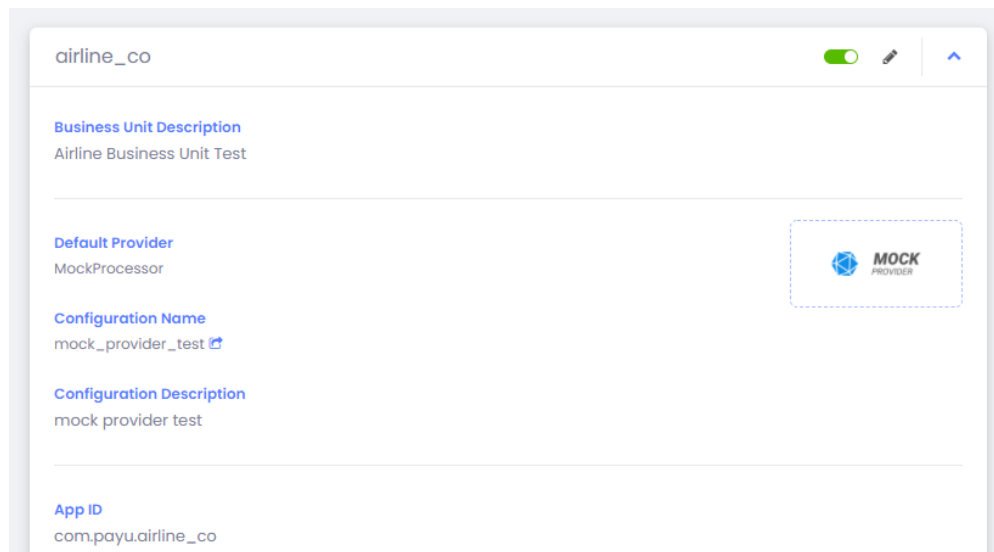 airline_co
Business Unit Description
Airline Business Unit Test
Default Provider
MockProcessor
MOCK
PROVIDER
Configuration Name
mock_provider_test
Configuration Description
mock provider test
App ID
com.payu.airline_co